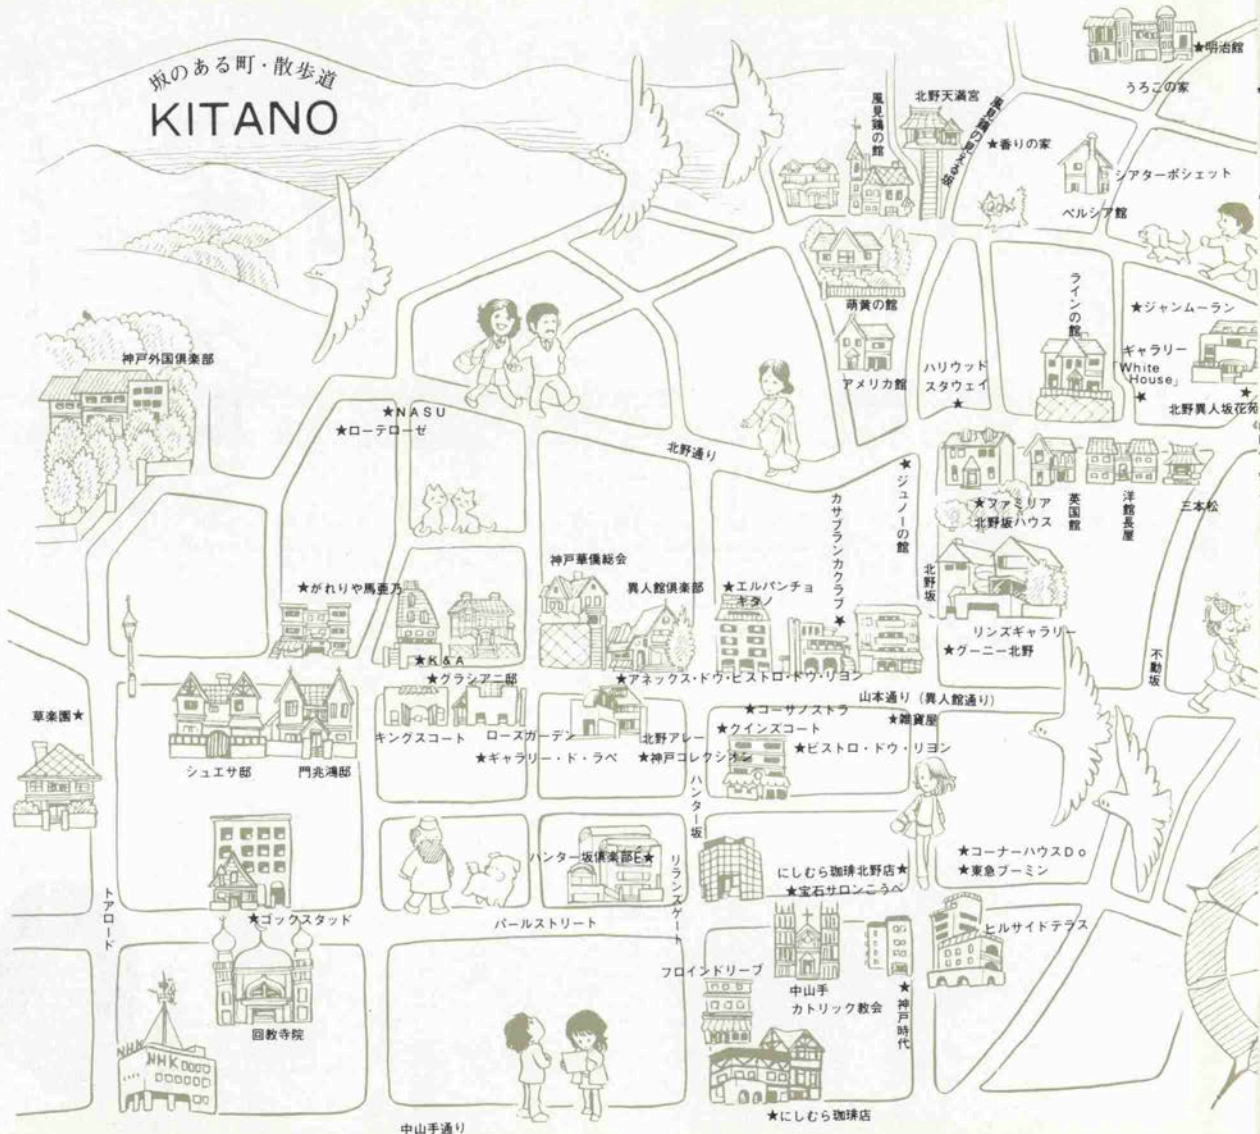 坂のある町・散歩道
KITANO
★明治館
うろこの家
北野天満宮
風見鶏の館
風見鶏の見える坂
★香りの家
シアターポシェット
ペルシア館
萌黄の館
ラインの館
★ジャンムーラン
ギャラリー
「White
House」
★
アメリカ館
ハリウッド
スタウェイ
★
★
北野異人坂花苑
神戸外国倶楽部
★NASU
★ローテローゼ
北野通り
カサブランカクラブ★
★ジュノーの館
★ファミリア
北野坂ハウス
英国館
洋館長屋
三本松
神戸華僑総会
異人館倶楽部
★エルパンチョ
キタノ
北野坂
★がれりや馬亜乃
リンズギャラリー
★グーニー北野
不動坂
★K&A
★グラシアニ邸
★アネックス・ドウ・ビストロ・ドウ・リヨン
山本通り(異人館通り)
草楽園★
★コーサノストラ
★雑貨屋
キングスコート
ローズガーデン
北野アレー
★クインズコート
★ギャラリー・ド・ラペ
★神戸コレクシオン
★ビストロ・ドウ・リヨン
シュエサ邸
門兆鴻邸
ハンター坂
ハンター坂倶楽部É★
リランズゲート
にしむら珈琲北野店★
★宝石サロンこうべ
★コーナーハウスDo
★東急ブーミン
トアロード
★ゴックスタッド
パールストリート
ヒルサイドテラス
フロインドリーブ
中山手
カトリック教会
★神戸時代
回教寺院
NHK
NHK
★にしむら珈琲店
中山手通り